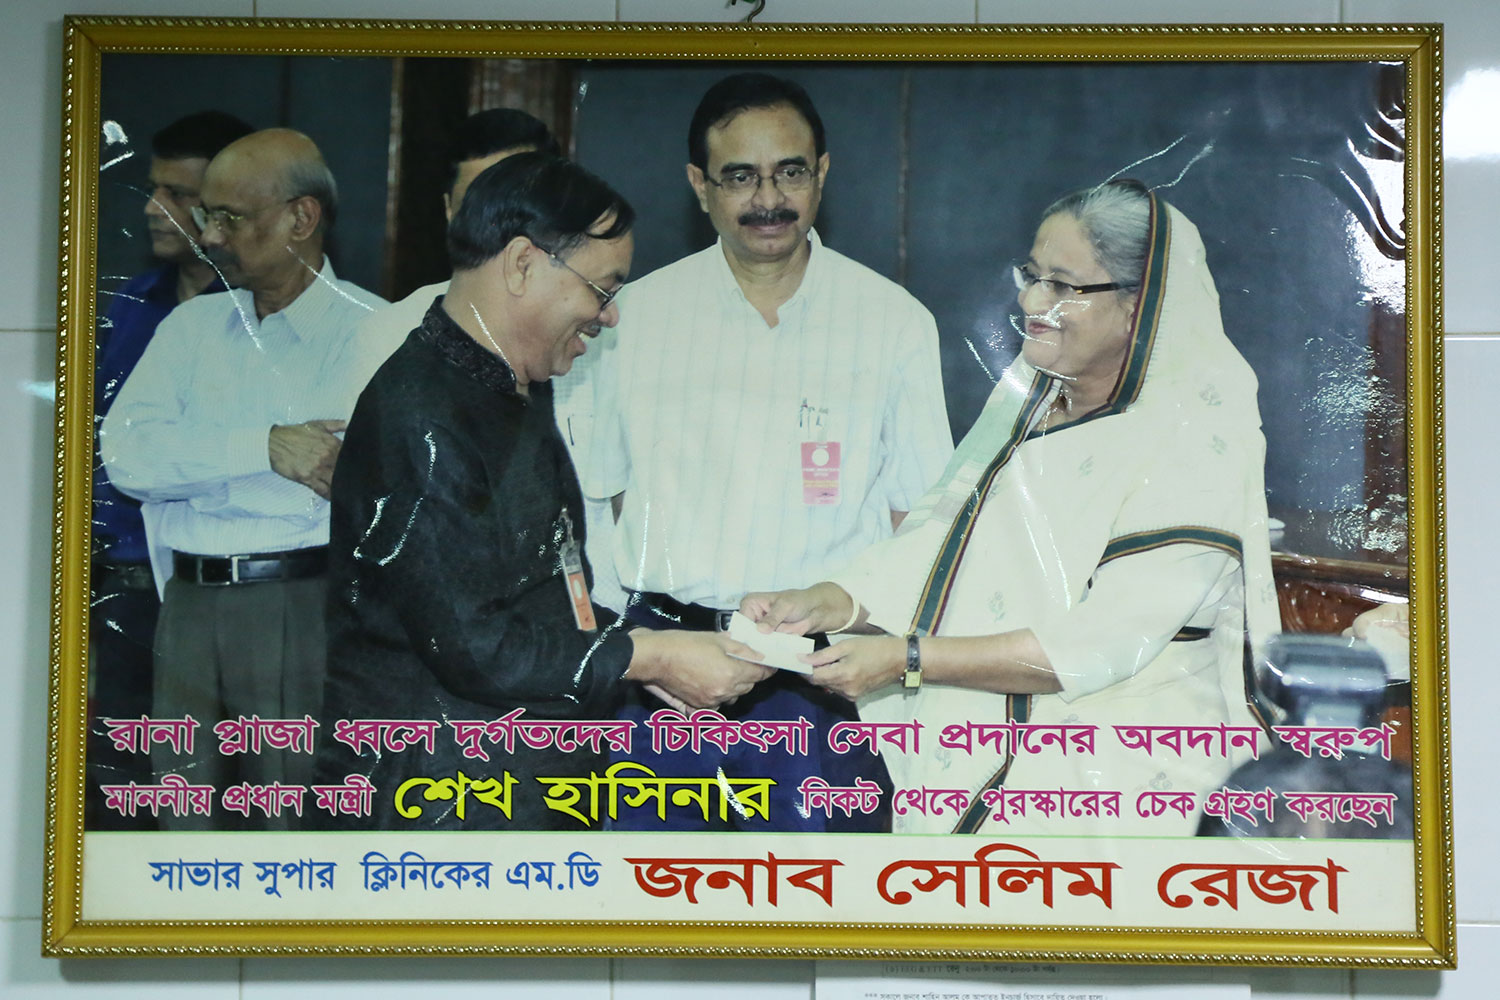 রানা প্লাজা ধ্বসে দুর্গতদের চিকিৎসা সেবা প্রদানের অবদান স্বরুপ
মাননীয় প্রধান মন্ত্রী শেখ হাসিনার নিকট থেকে পুরস্কারের চেক গ্রহণ করছেন
সাভার সুপার ক্লিনিকের এম.ডি জনাব সেলিম রেজা